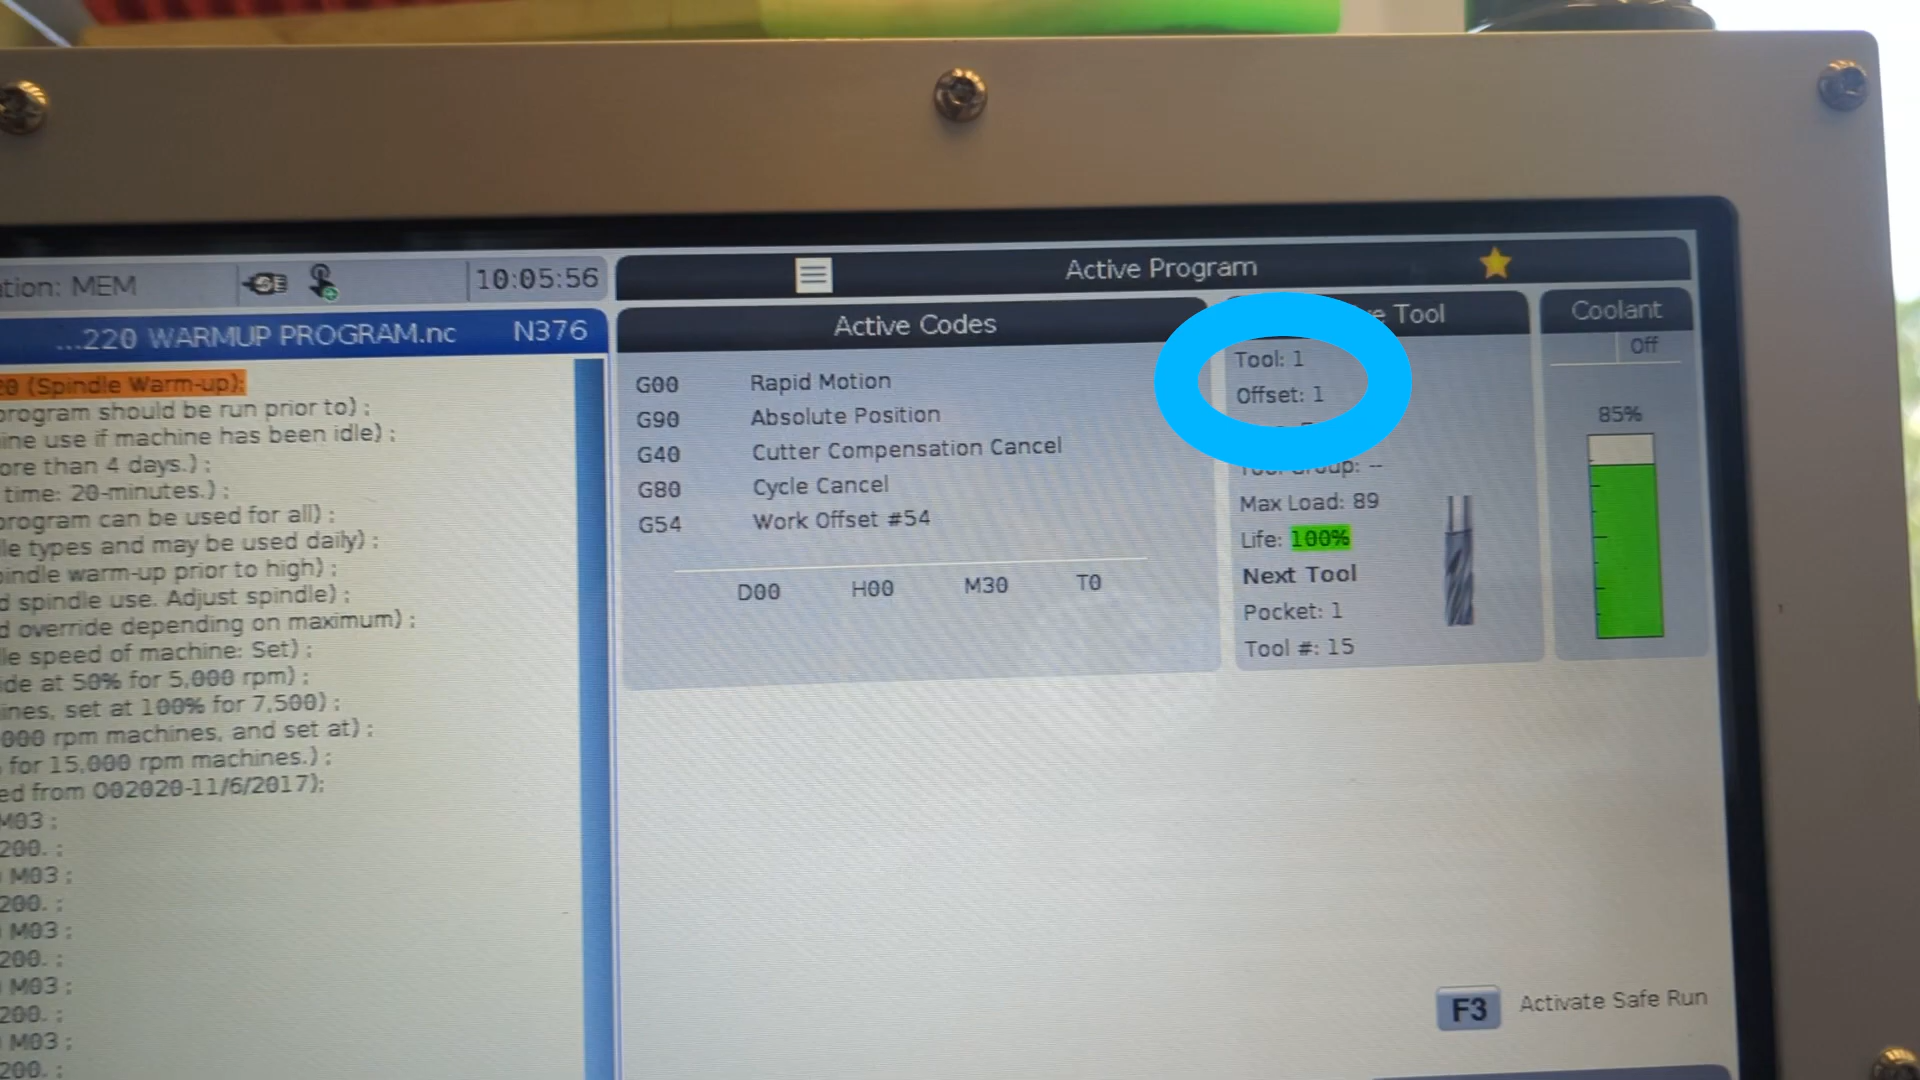 tion: MEM
10:05:56
...220 WARMUP PROGRAM.nc N376
20 (Spindle Warm-up);
program should be run prior to) ;
ine use if machine has been idle) ;
ore than 4 days.) ;
time: 20-minutes.) ;
program can be used for all) ;
le types and may be used daily) ;
pindle warm-up prior to high) ;
d spindle use. Adjust spindle) ;
d override depending on maximum) ;
le speed of machine: Set) ;
ide at 50% for 5,000 rpm) ;
ines, set at 100% for 7,500) ;
000 rpm machines, and set at) ;
for 15,000 rpm machines.) ;
ed from O02020-11/6/2017);
M03 ;
200. ;
M03 ;
200. ;
M03 ;
200. ;
M03 ;
200. ;
M03 ;
200. ;
Active Program
Active Codes
G00 Rapid Motion
G90 Absolute Position
G40 Cutter Compensation Cancel
G80 Cycle Cancel
G54 Work Offset #54
D00 H00 M30 T0
e Tool
Tool: 1
Offset: 1
Tool Group: --
Max Load: 89
Life: 100%
Next Tool
Pocket: 1
Tool #: 15
Coolant
Off
85%
F3 Activate Safe Run